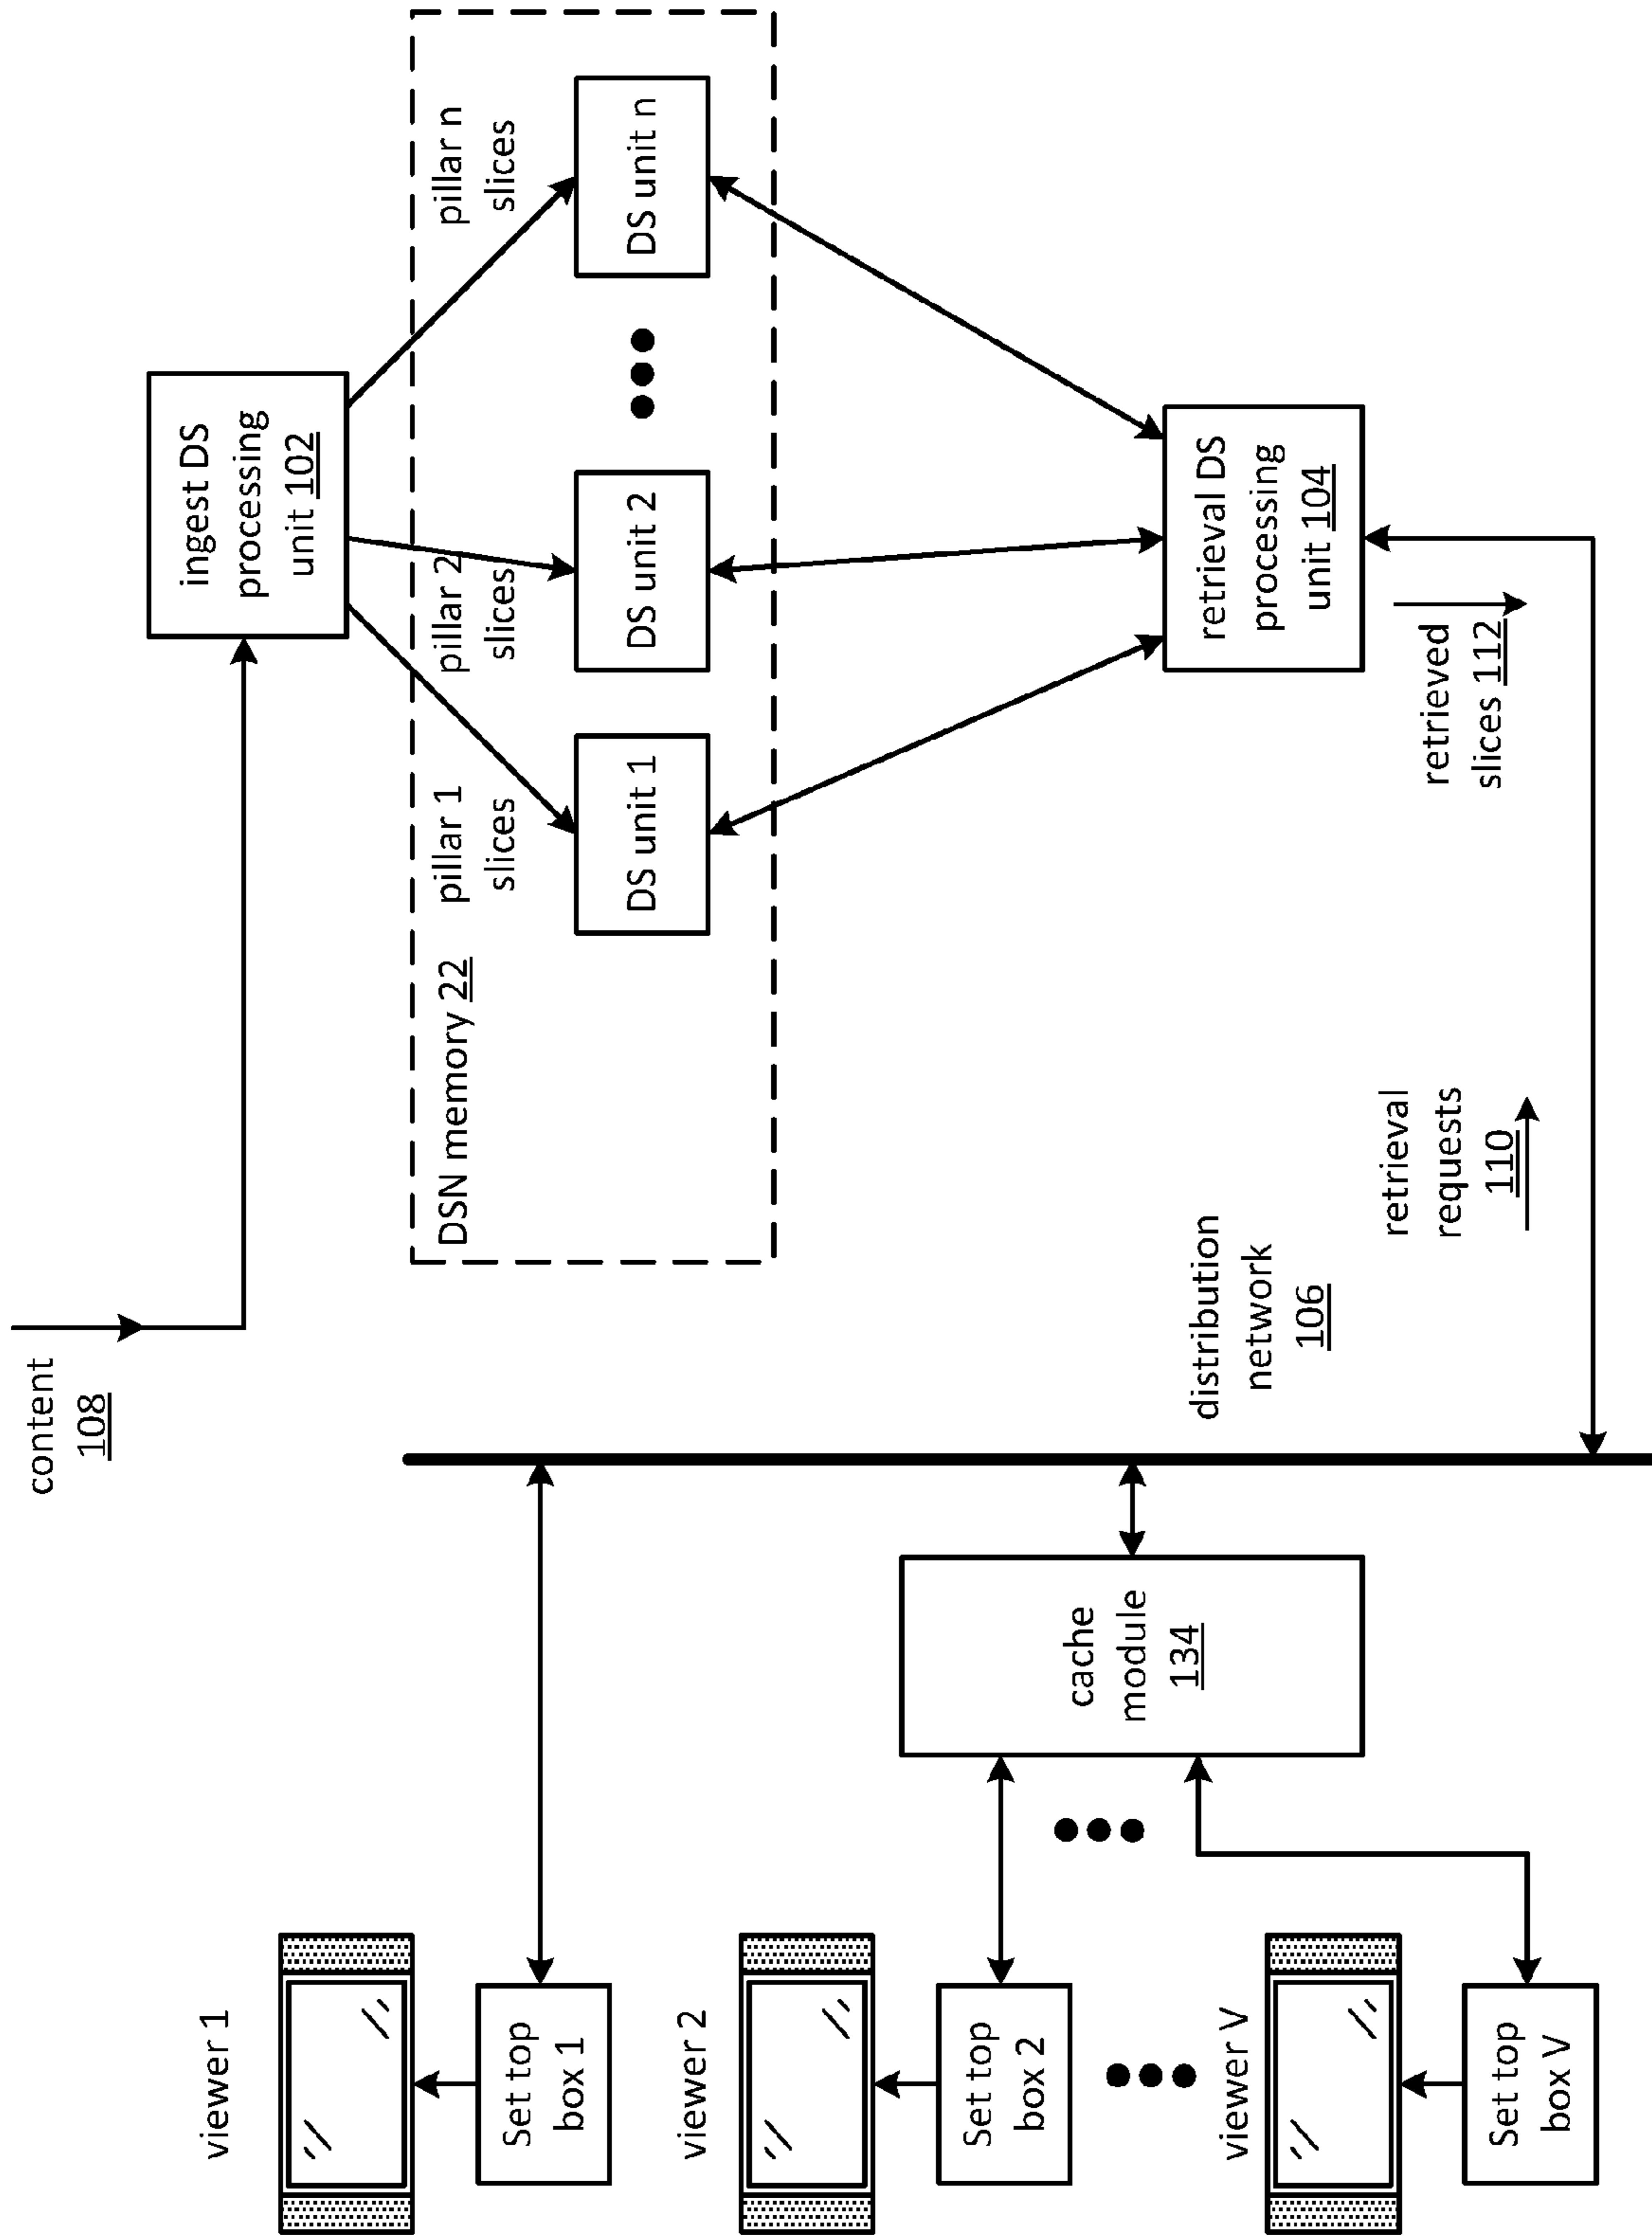 content
108
ingest DS
processing
unit 102
DSN memory 22
pillar 1
slices
pillar 2
slices
pillar n
slices
DS unit 1
DS unit 2
DS unit n
retrieval DS
processing
unit 104
retrieved
slices 112
retrieval
requests
110
distribution
network
106
cache
module
134
viewer 1
Set top
box 1
viewer 2
Set top
box 2
viewer V
Set top
box V